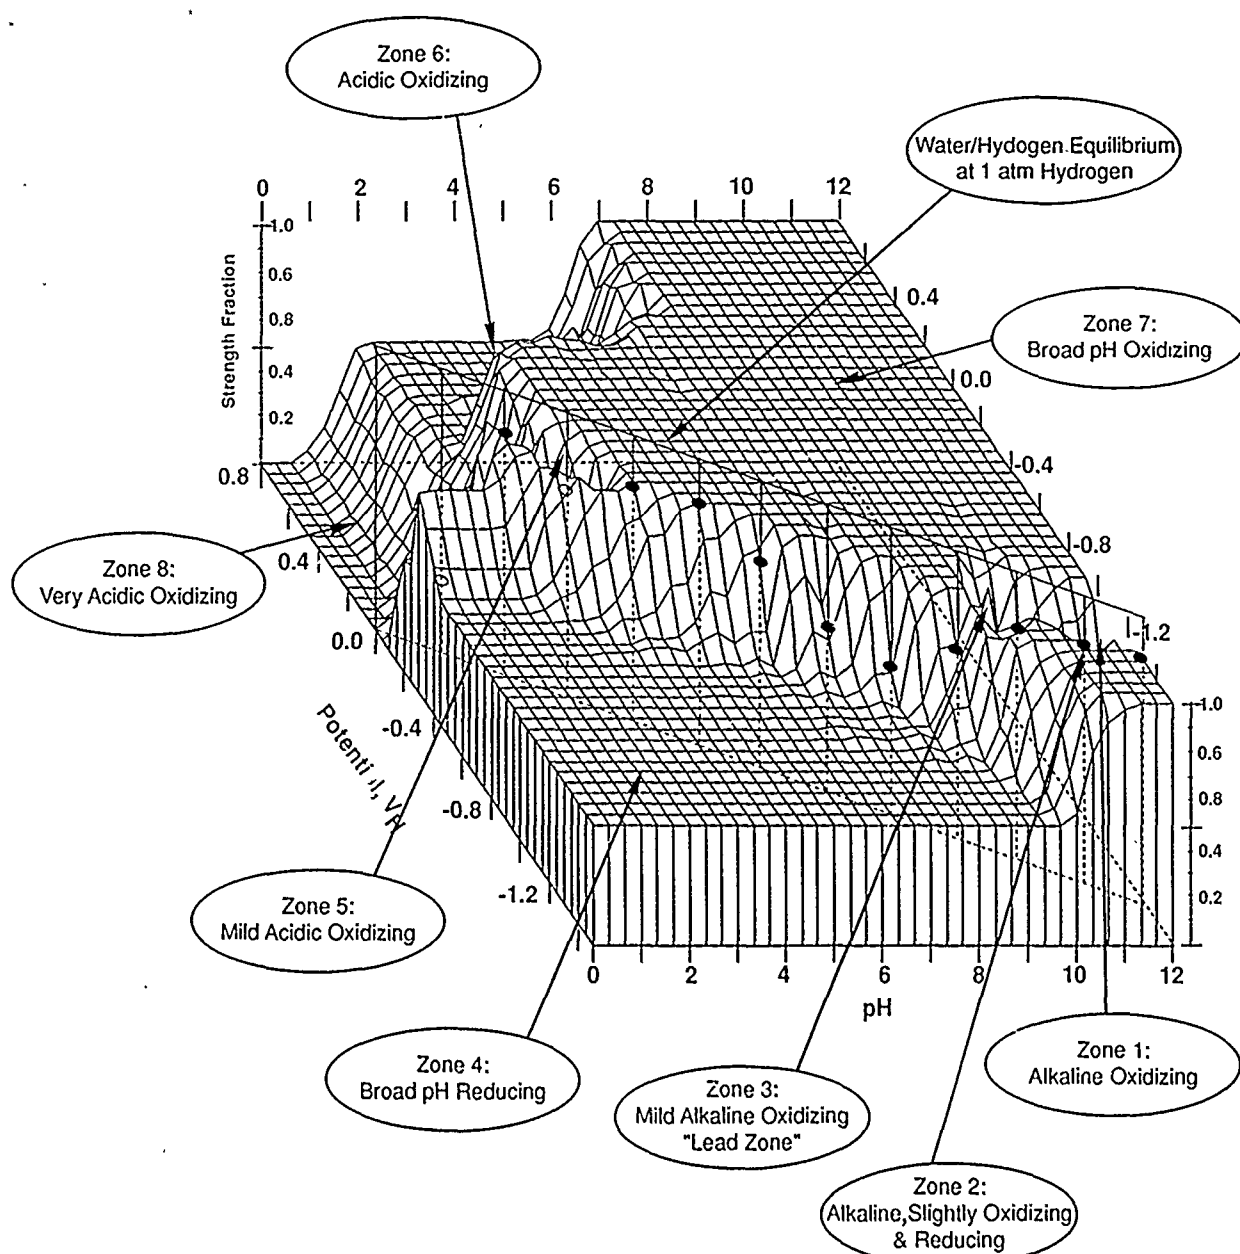 Zone 6:
Acidic Oxidizing
Water/Hydogen Equilibrium
at 1 atm Hydrogen
0 2 4 6 8 10 12
Strength Fraction
1.0
0.6
0.8
0.4
0.2
0.8
0.4
0.0
-0.4
-0.8
-1.2
0.4
0.0
-0.4
-0.8
-1.2
Zone 7:
Broad pH Oxidizing
Zone 8:
Very Acidic Oxidizing
1.0
0.6
0.8
0.4
0.2
Zone 5:
Mild Acidic Oxidizing
0 2 4 6 8 10 12
pH
Zone 4:
Broad pH Reducing
Zone 3:
Mild Alkaline Oxidizing
"Lead Zone"
Zone 1:
Alkaline Oxidizing
Zone 2:
Alkaline,Slightly Oxidizing
& Reducing